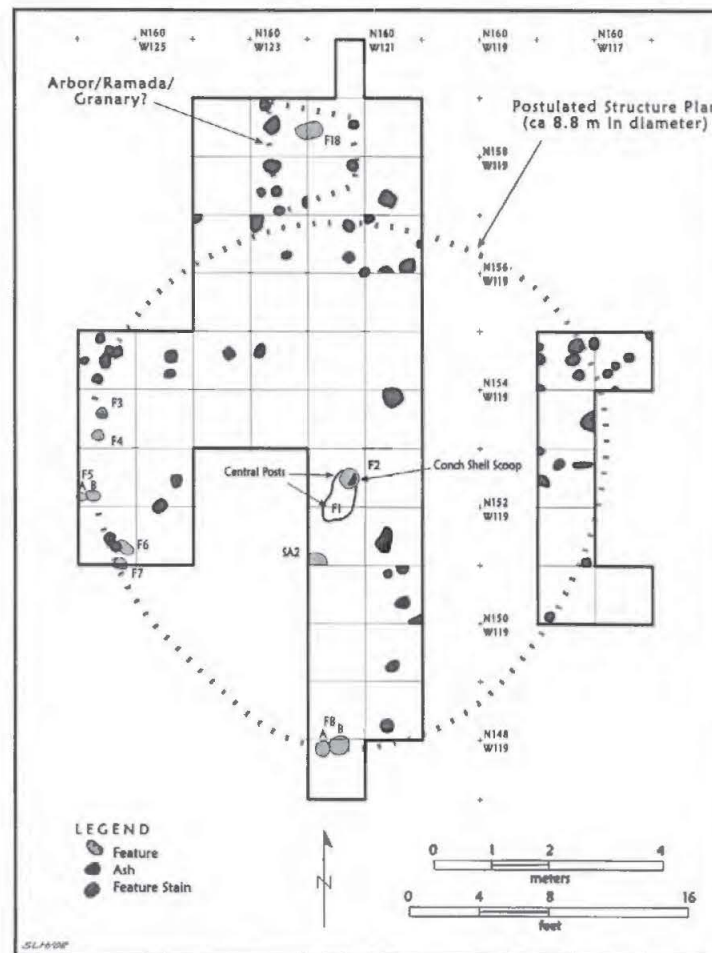 N160
W125
N160
W123
N160
W121
N160
W119
N160
W117
Arbor/Ramada/
Granary?
Postulated Structure Plan
(ca 8.8 m in diameter)
F18
N158
W119
N156
W119
N154
W119
F3
F4
F5
A B
F6
F7
Central Posts
F2
Conch Shell Scoop
F1
N152
W119
SA2
N150
W119
F8
A B
N148
W119
LEGEND
Feature
Ash
Feature Stain
N
0 1 2 4
meters
0 4 8 16
feet